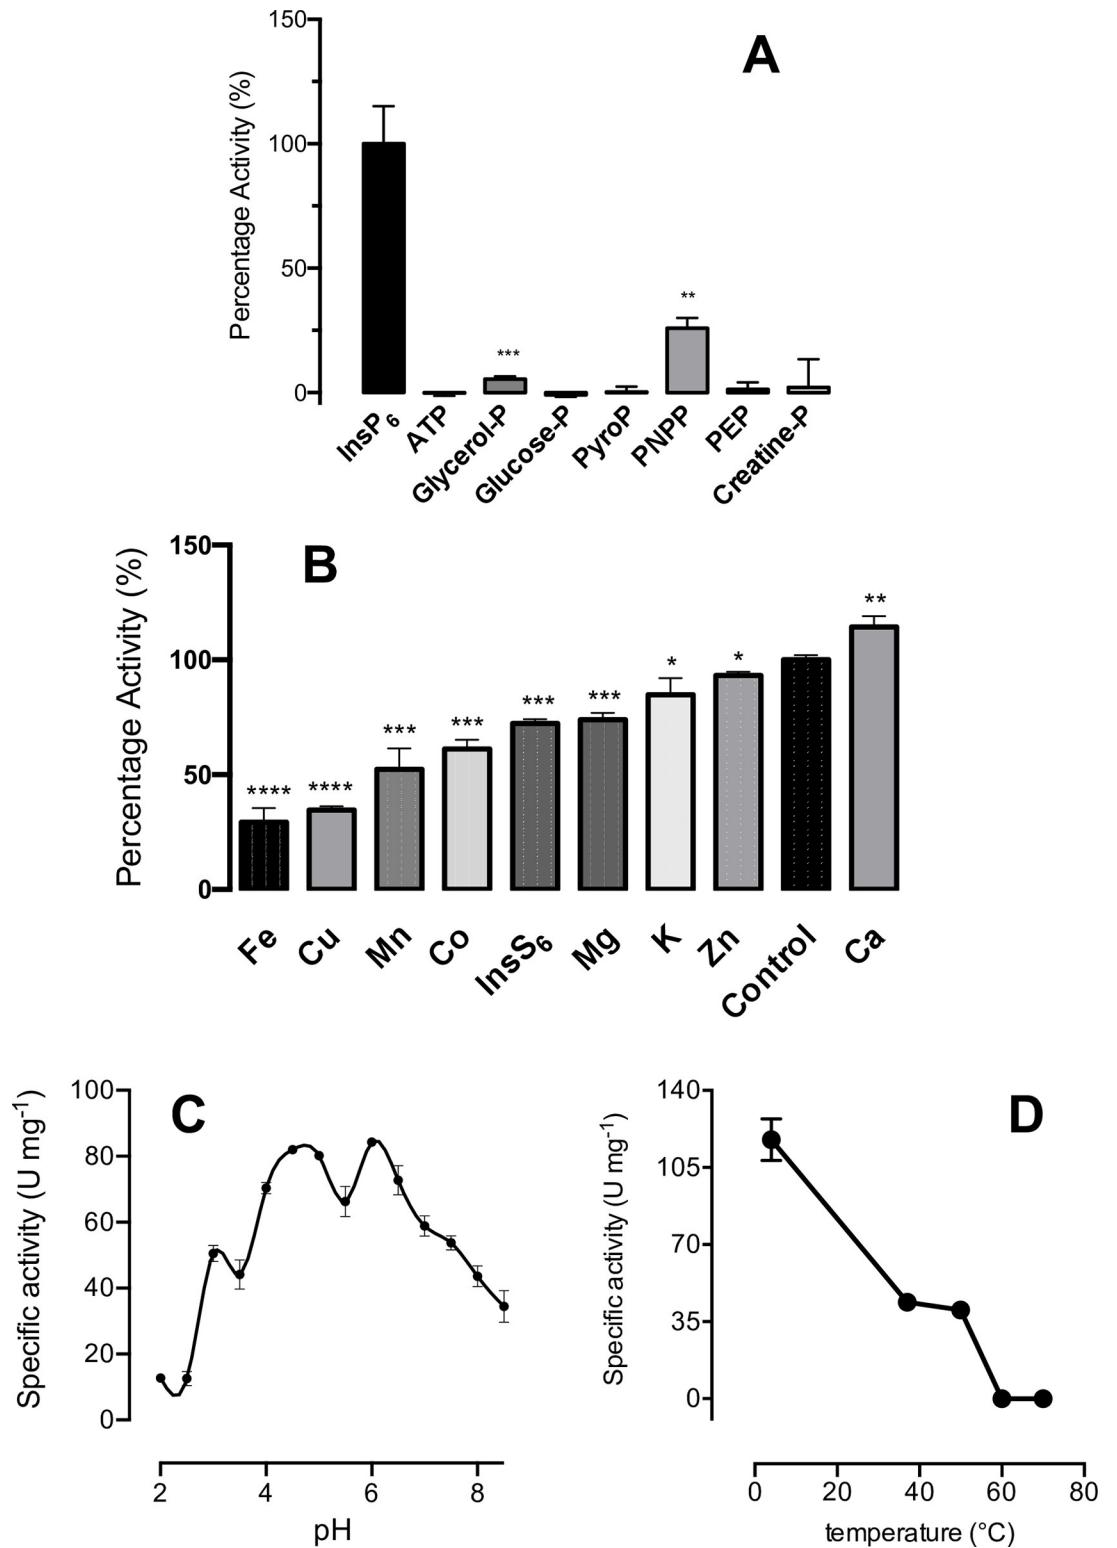 A
Percentage Activity (%)
150
100
50
0
***
**
InsP6
ATP
Glycerol-P
Glucose-P
PyroP
PNPP
PEP
Creatine-P
B
Percentage Activity (%)
150
100
50
0
****
****
***
***
***
***
*
*
**
Fe
Cu
Mn
Co
InsS6
Mg
K
Zn
Control
Ca
C
Specific activity (U mg-1)
100
80
60
40
20
0
2 4 6 8
pH
D
Specific activity (U mg-1)
140
105
70
35
0
0 20 40 60 80
temperature (°C)